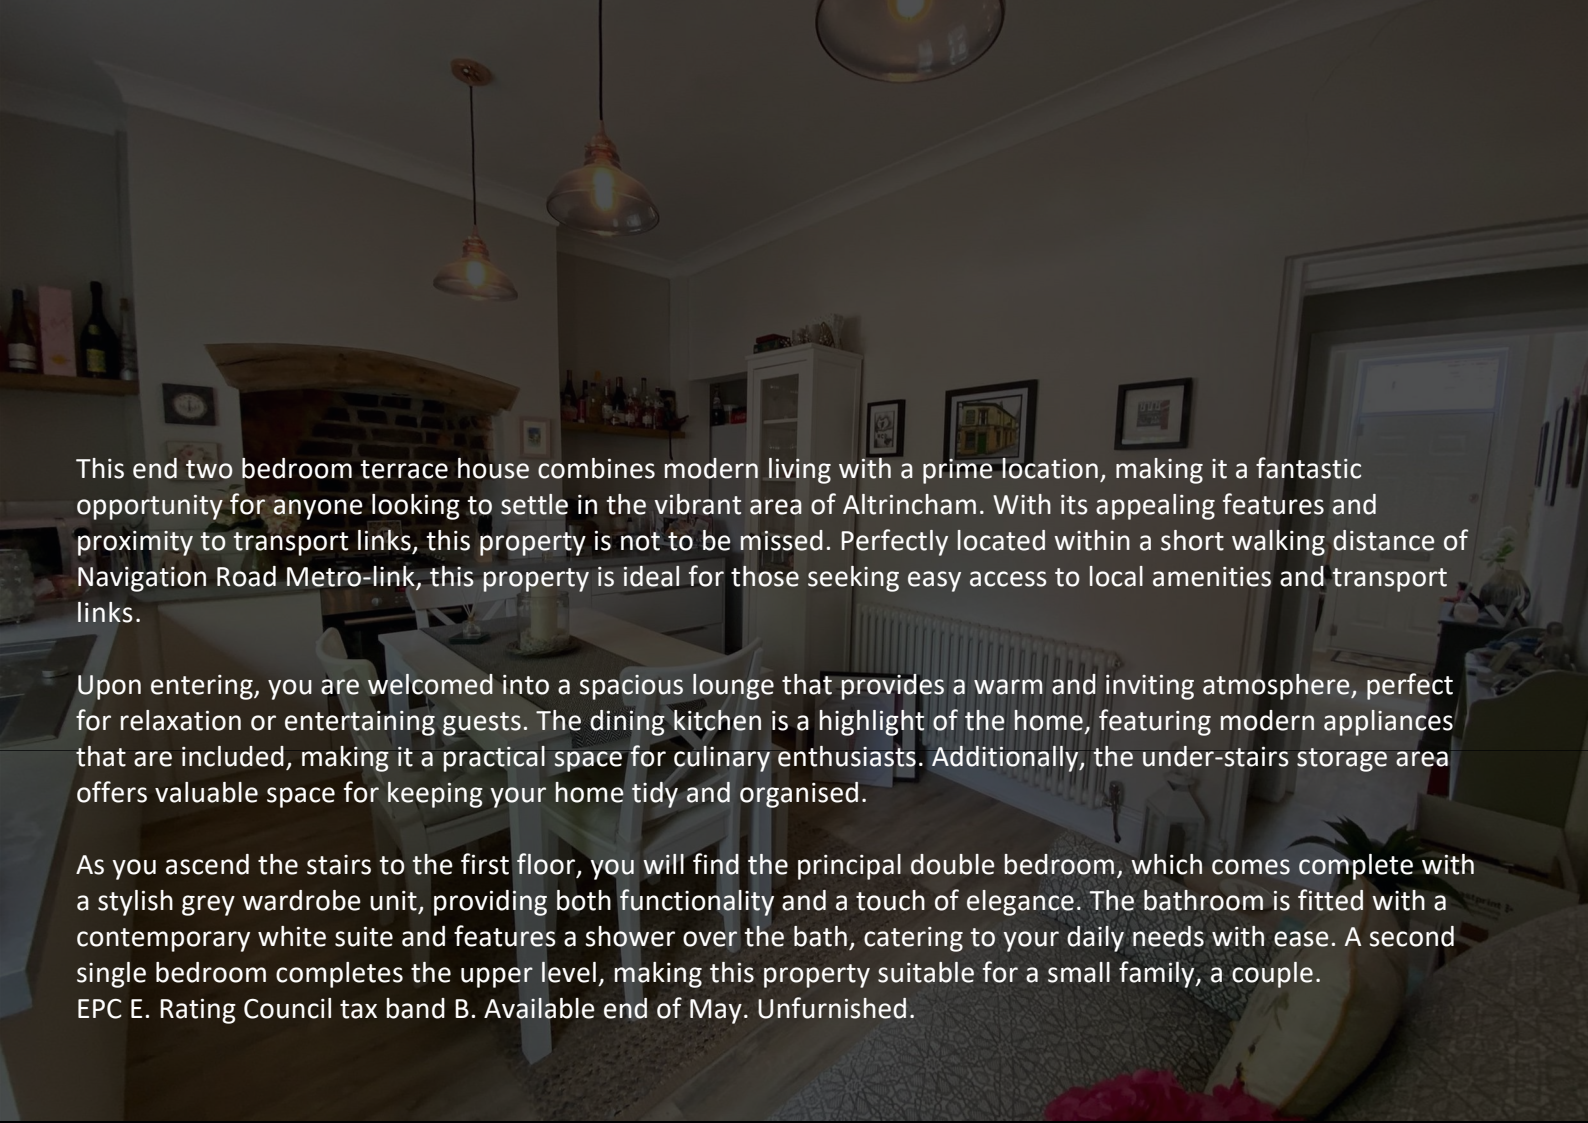 This end two bedroom terrace house combines modern living with a prime location, making it a fantastic
opportunity for anyone looking to settle in the vibrant area of Altrincham. With its appealing features and
proximity to transport links, this property is not to be missed. Perfectly located within a short walking distance of
Navigation Road Metro-link, this property is ideal for those seeking easy access to local amenities and transport
links.
Upon entering, you are welcomed into a spacious lounge that provides a warm and inviting atmosphere, perfect
for relaxation or entertaining guests. The dining kitchen is a highlight of the home, featuring modern appliances
that are included, making it a practical space for culinary enthusiasts. Additionally, the under-stairs storage area
offers valuable space for keeping your home tidy and organised.
As you ascend the stairs to the first floor, you will find the principal double bedroom, which comes complete with
a stylish grey wardrobe unit, providing both functionality and a touch of elegance. The bathroom is fitted with a
contemporary white suite and features a shower over the bath, catering to your daily needs with ease. A second
single bedroom completes the upper level, making this property suitable for a small family, a couple.
EPC E. Rating Council tax band B. Available end of May. Unfurnished.